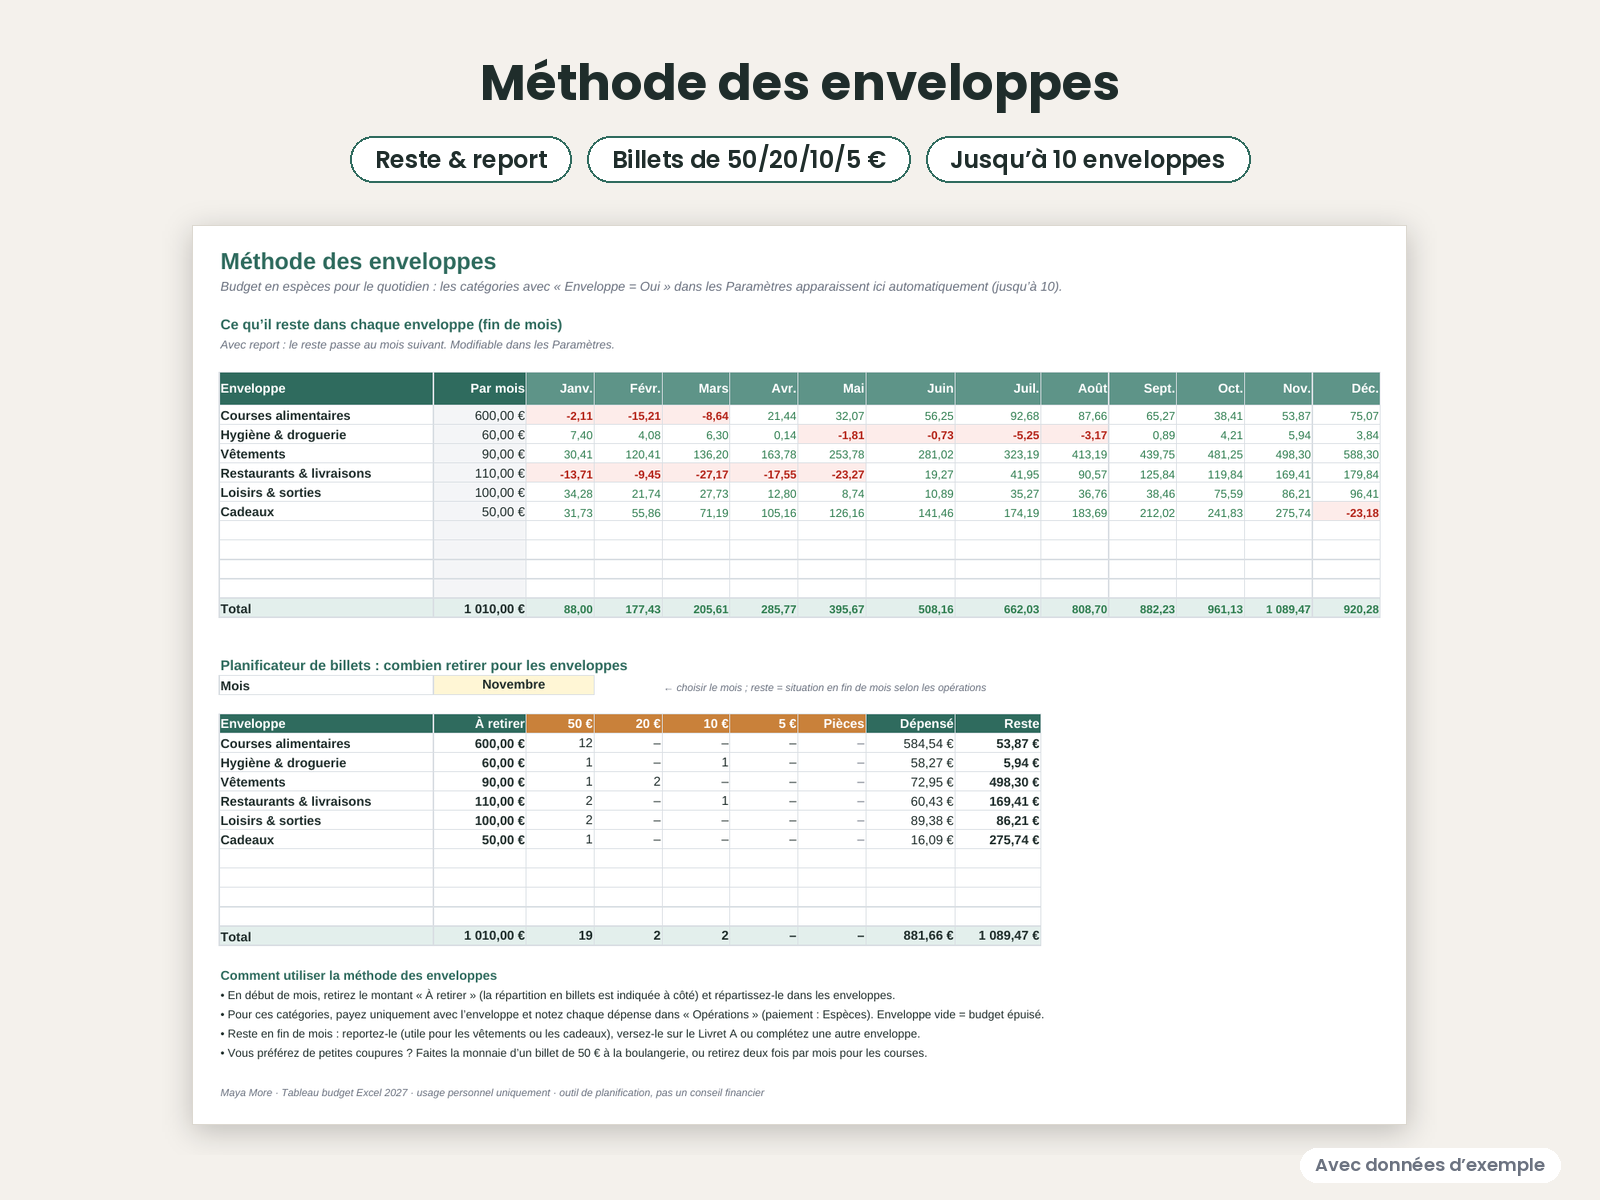 Méthode des enveloppes
Reste & report Billets de 50/20/10/5 € Jusqu’à 10 enveloppes
Méthode des enveloppes
Budget en espèces pour le quotidien : les catégories avec « Enveloppe = Oui » dans les Paramètres apparaissent ici automatiquement (jusqu’à 10).
Ce qu’il reste dans chaque enveloppe (fin de mois)
Avec report : le reste passe au mois suivant. Modifiable dans les Paramètres.
Enveloppe Par mois Janv. Févr. Mars Avr. Mai Juin Juil. Août Sept. Oct. Nov. Déc.
Courses alimentaires 600,00 € -2,11 -15,21 -8,64 21,44 32,07 56,25 92,68 87,66 65,27 38,41 53,87 75,07
Hygiène & droguerie 60,00 € 7,40 4,08 6,30 0,14 -1,81 -0,73 -5,25 -3,17 0,89 4,21 5,94 3,84
Vêtements 90,00 € 30,41 120,41 136,20 163,78 253,78 281,02 323,19 413,19 439,75 481,25 498,30 588,30
Restaurants & livraisons 110,00 € -13,71 -9,45 -27,17 -17,55 -23,27 19,27 41,95 90,57 125,84 119,84 169,41 179,84
Loisirs & sorties 100,00 € 34,28 21,74 27,73 12,80 8,74 10,89 35,27 36,76 38,46 75,59 86,21 96,41
Cadeaux 50,00 € 31,73 55,86 71,19 105,16 126,16 141,46 174,19 183,69 212,02 241,83 275,74 -23,18
Total 1 010,00 € 88,00 177,43 205,61 285,77 395,67 508,16 662,03 808,70 882,23 961,13 1 089,47 920,28
Planificateur de billets : combien retirer pour les enveloppes
Mois Novembre ← choisir le mois ; reste = situation en fin de mois selon les opérations
Enveloppe À retirer 50 € 20 € 10 € 5 € Pièces Dépensé Reste
Courses alimentaires 600,00 € 12 – – – – 584,54 € 53,87 €
Hygiène & droguerie 60,00 € 1 – 1 – – 58,27 € 5,94 €
Vêtements 90,00 € 1 2 – – – 72,95 € 498,30 €
Restaurants & livraisons 110,00 € 2 – 1 – – 60,43 € 169,41 €
Loisirs & sorties 100,00 € 2 – – – – 89,38 € 86,21 €
Cadeaux 50,00 € 1 – – – – 16,09 € 275,74 €
Total 1 010,00 € 19 2 2 – – 881,66 € 1 089,47 €
Comment utiliser la méthode des enveloppes
• En début de mois, retirez le montant « À retirer » (la répartition en billets est indiquée à côté) et répartissez-le dans les enveloppes.
• Pour ces catégories, payez uniquement avec l’enveloppe et notez chaque dépense dans « Opérations » (paiement : Espèces). Enveloppe vide = budget épuisé.
• Reste en fin de mois : reportez-le (utile pour les vêtements ou les cadeaux), versez-le sur le Livret A ou complétez une autre enveloppe.
• Vous préférez de petites coupures ? Faites la monnaie d’un billet de 50 € à la boulangerie, ou retirez deux fois par mois pour les courses.
Maya More · Tableau budget Excel 2027 · usage personnel uniquement · outil de planification, pas un conseil financier
Avec données d’exemple